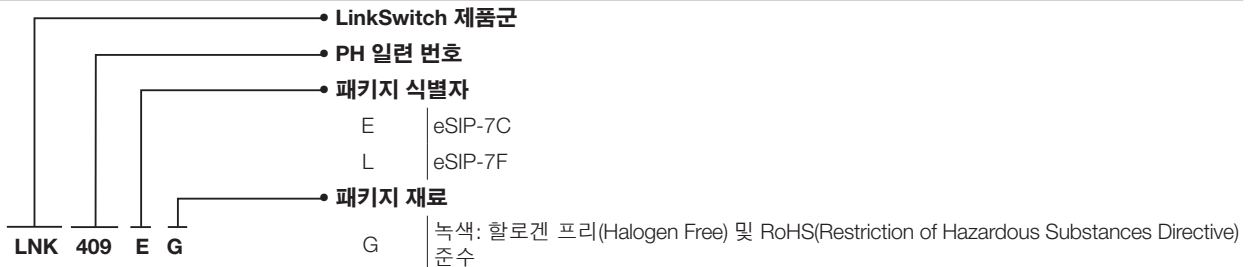 • LinkSwitch 제품군
• PH 일련 번호
• 패키지 식별자
E eSIP-7C
L eSIP-7F
• 패키지 재료
G 녹색: 할로겐 프리(Halogen Free) 및 RoHS(Restriction of Hazardous Substances Directive)
준수
LNK 409 E G